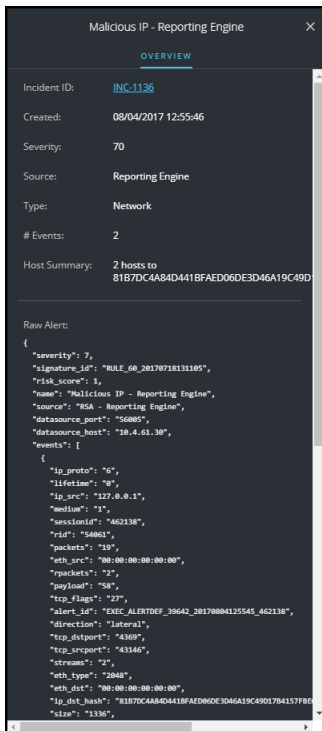 Malicious IP - Reporting Engine
OVERVIEW
Incident ID: INC-1136
Created: 08/04/2017 12:55:46
Severity: 70
Source: Reporting Engine
Type: Network
# Events: 2
Host Summary: 2 hosts to
81B7DC4A84D441BFAED06DE3D46A19C49D1
Raw Alert:
{
"severity": 7,
"signature_id": "RULE_60_20170718131105",
"risk_score": 1,
"name": "Malicious IP - Reporting Engine",
"source": "RSA - Reporting Engine",
"datasource_port": "56005",
"datasource_host": "10.4.61.30",
"events": [
{
"ip_proto": "6",
"lifetime": "0",
"ip_src": "127.0.0.1",
"medium": "1",
"sessionid": "462138",
"rid": "54061",
"packets": "19",
"eth_src": "00:00:00:00:00:00",
"rpackets": "2",
"payload": "58",
"tcp_flags": "27",
"alert_id": "EXEC_ALERTDEF_39642_20170804125545_462138",
"direction": "lateral",
"tcp_dstport": "4369",
"tcp_srcport": "43146",
"streams": "2",
"eth_type": "2048",
"eth_dst": "00:00:00:00:00:00",
"ip_dst_hash": "81B7DC4A84D441BFAED06DE3D46A19C49D17B4157FBE
"size": "1336",